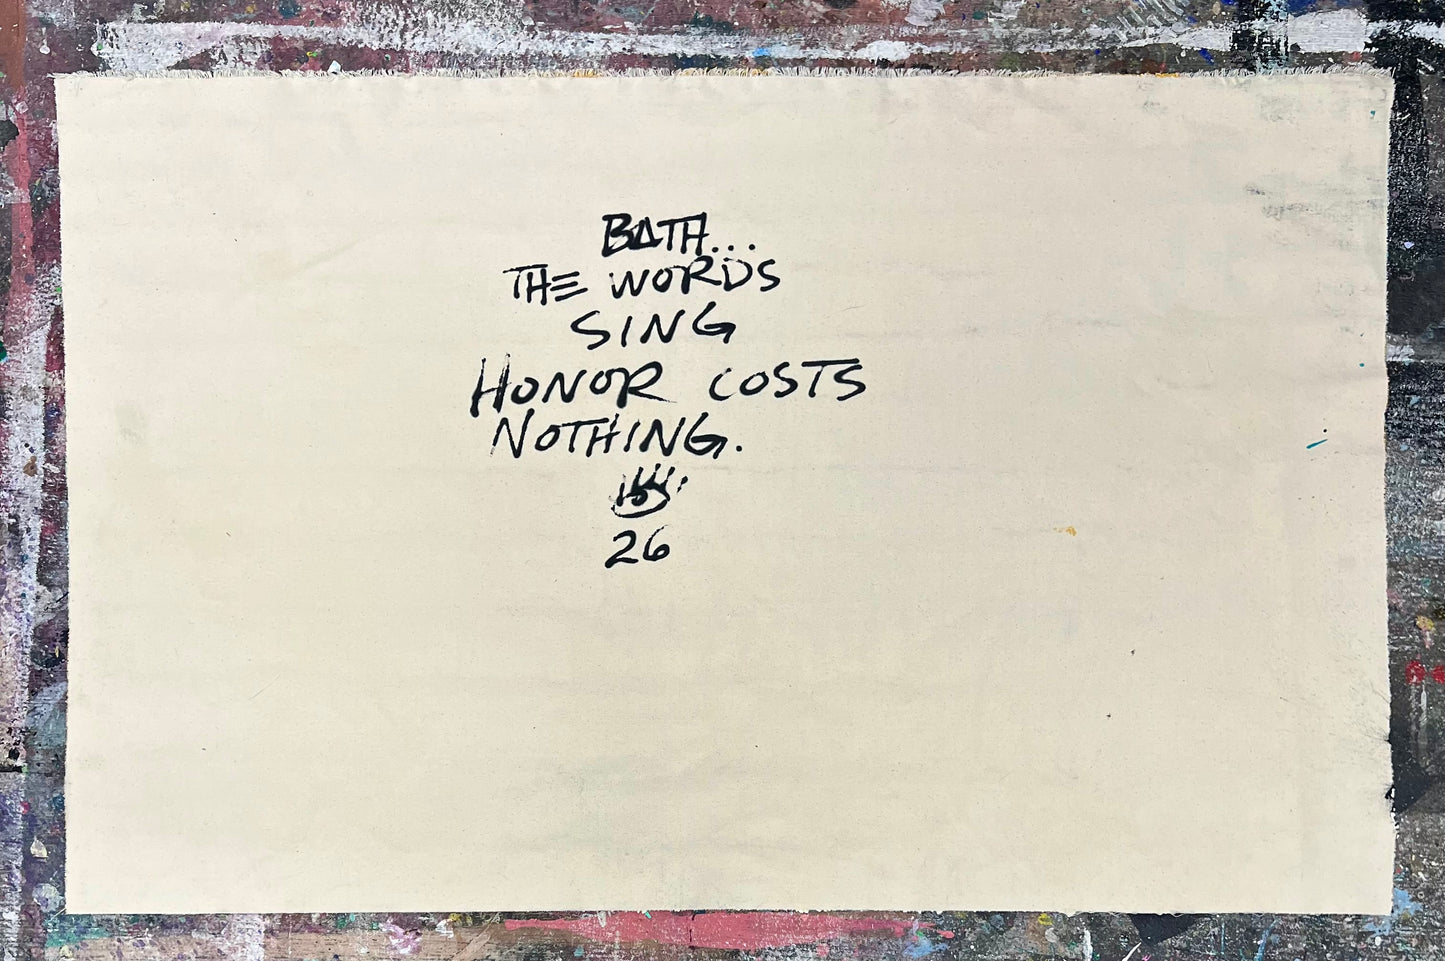 BATH...
THE WORDS
SING
HONOR COSTS
NOTHING.
26